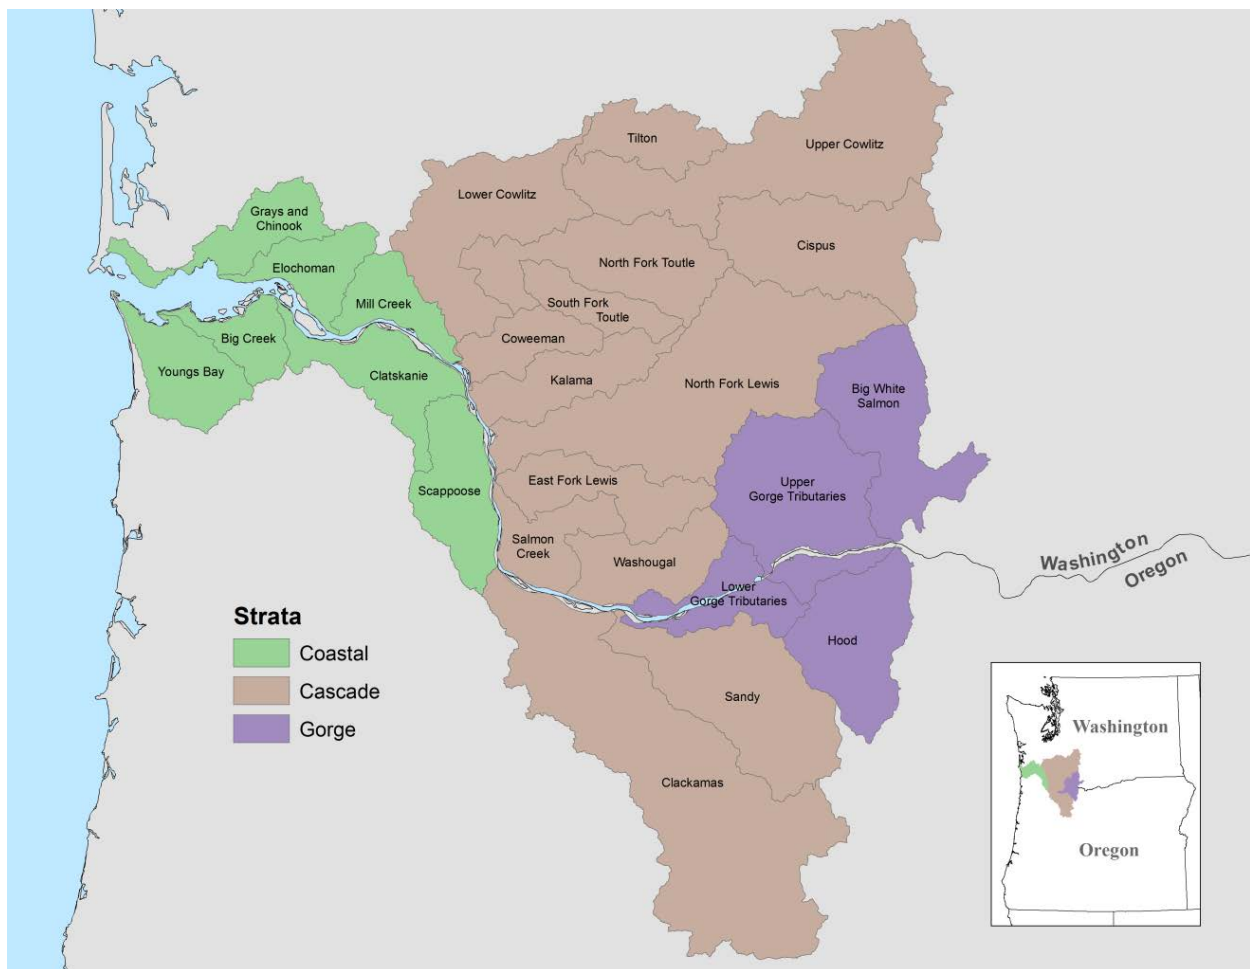 Tilton
Upper Cowlitz
Lower Cowlitz
Grays and
Chinook
Cispus
North Fork Toutle
Elochoman
Mill Creek
South Fork
Toutle
Coweeman
Big Creek
Youngs Bay
Clatskanie
Kalama
North Fork Lewis
Big White
Salmon
East Fork Lewis
Upper
Gorge Tributaries
Scappoose
Salmon
Creek
Washougal
Washington
Oregon
Lower
Gorge Tributaries
Hood
Strata
Coastal
Cascade
Gorge
Sandy
Clackamas
Washington
Oregon